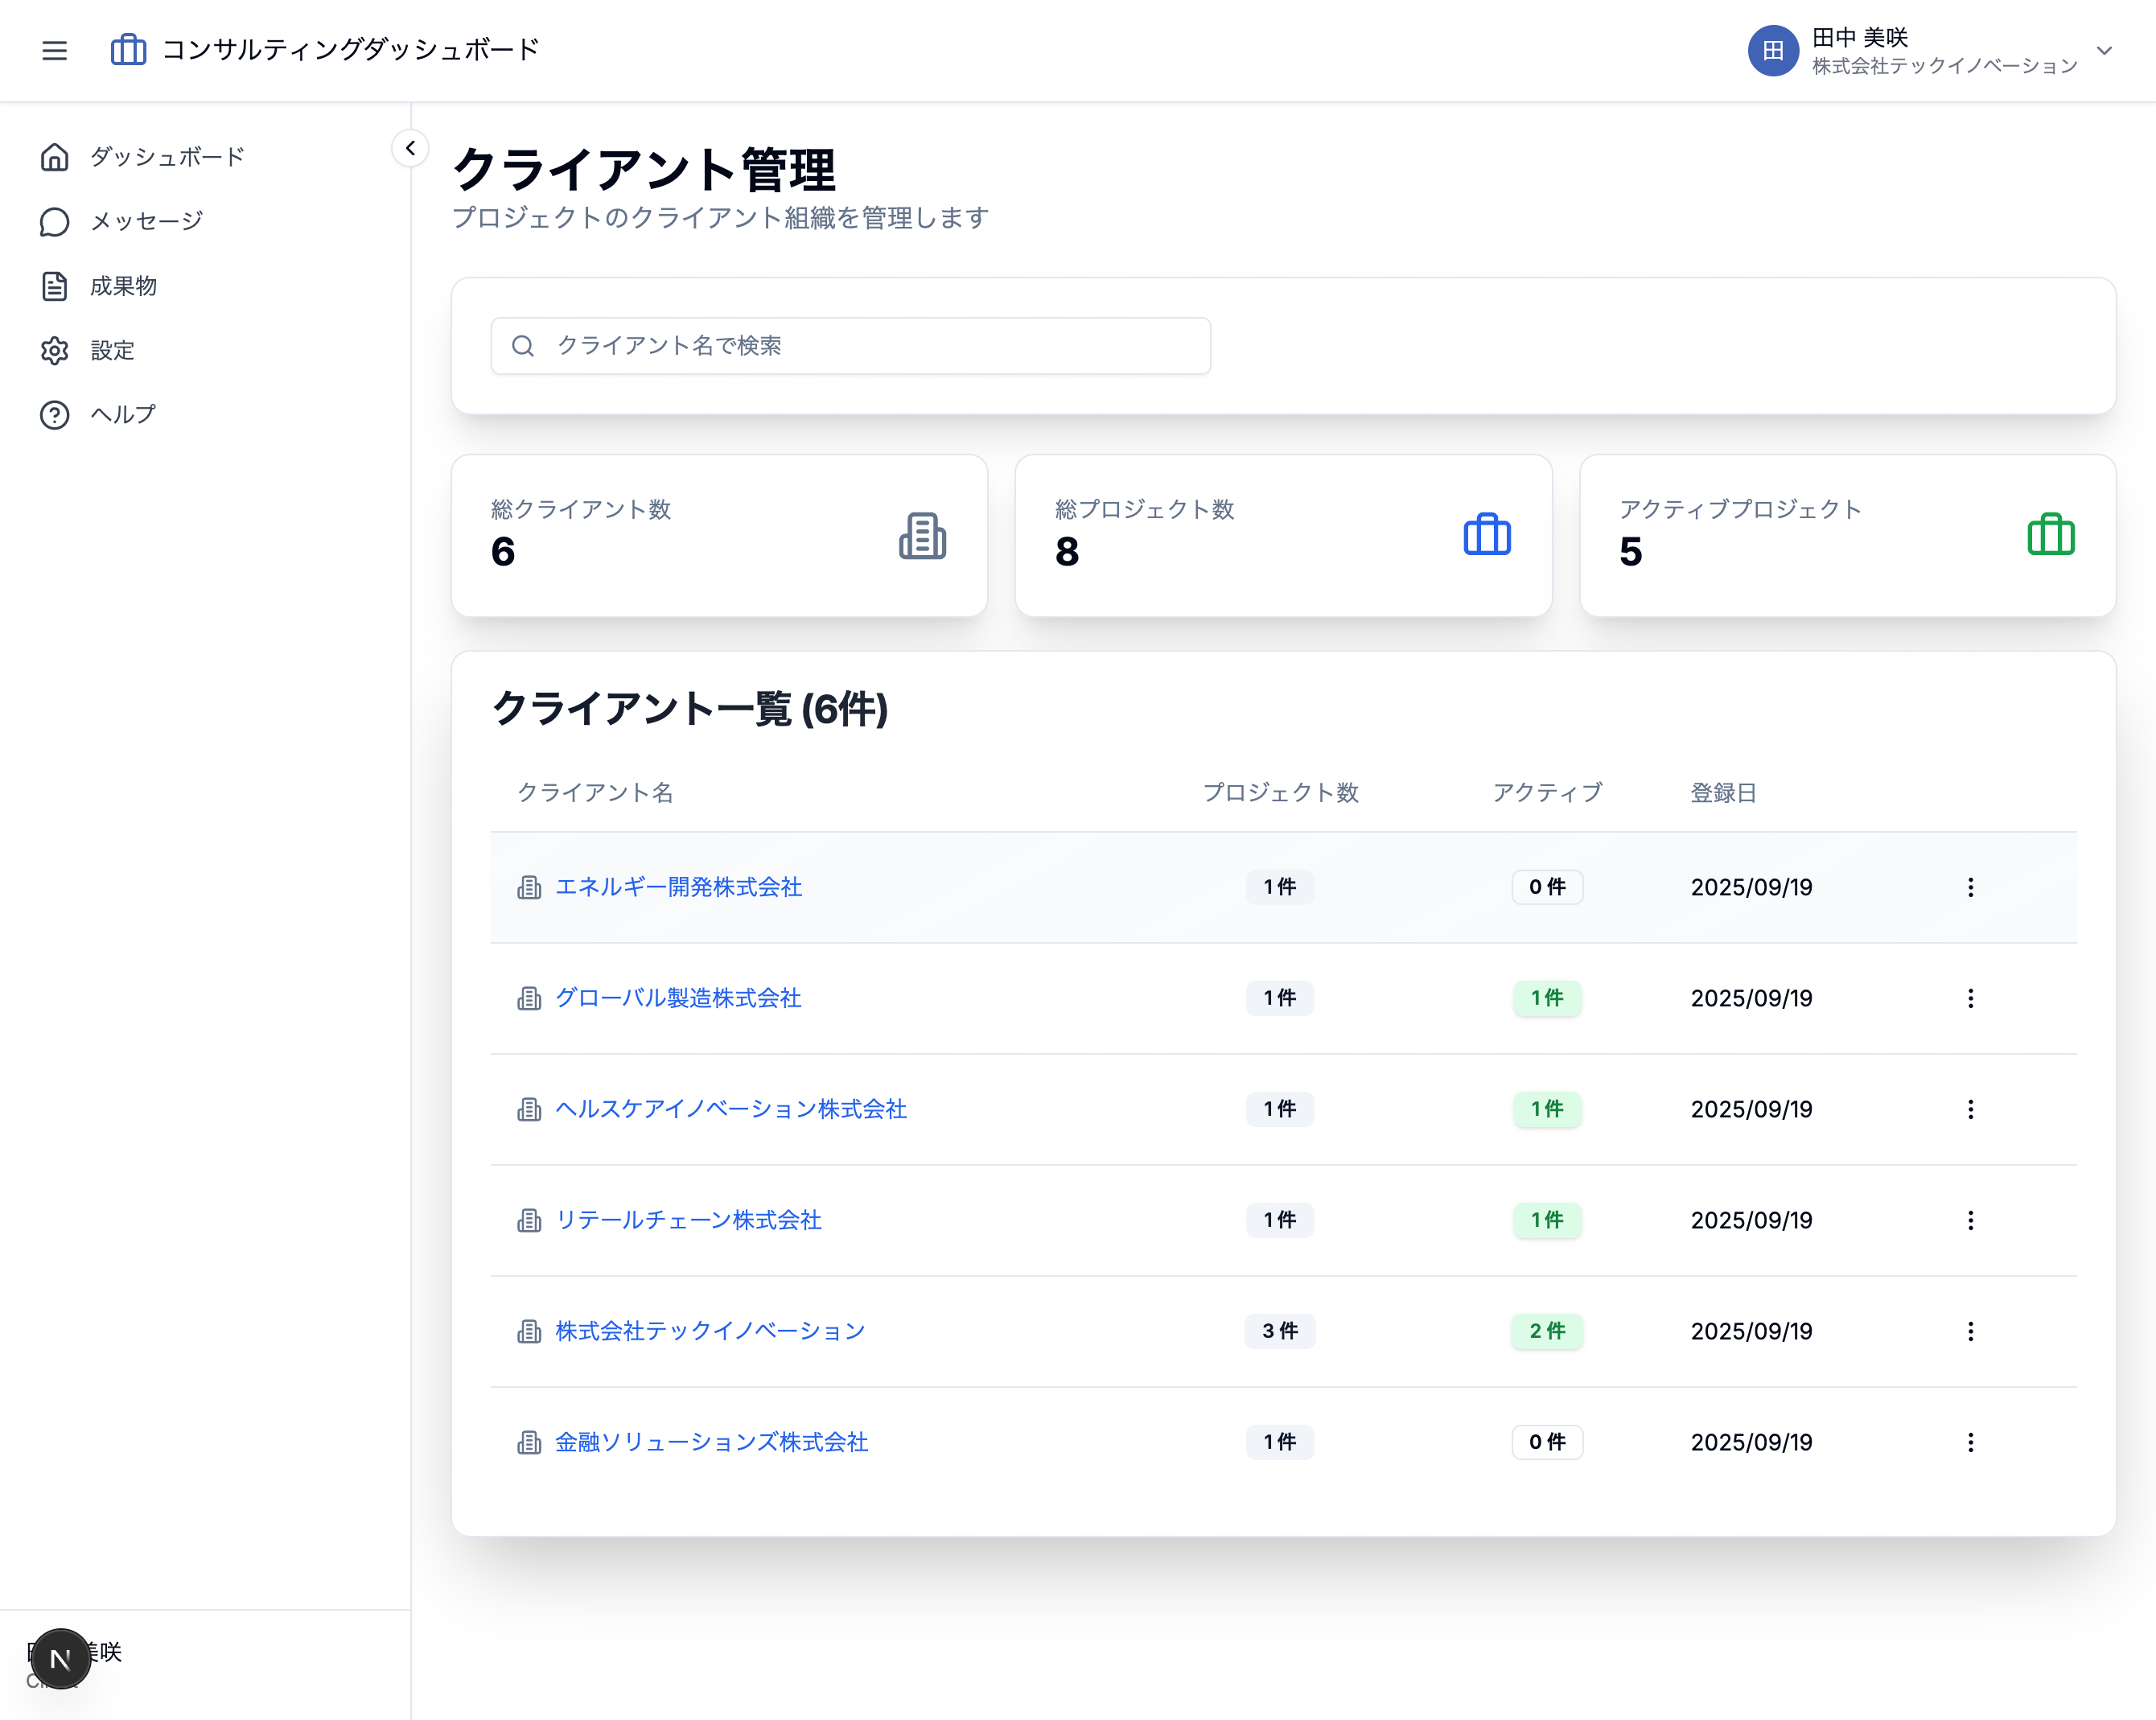 コンサルティングダッシュボード
田
田中 美咲
株式会社テックイノベーション
ダッシュボード
メッセージ
成果物
設定
ヘルプ
クライアント管理
プロジェクトのクライアント組織を管理します
クライアント名で検索
総クライアント数
6
総プロジェクト数
8
アクティブプロジェクト
5
クライアント一覧 (6件)
クライアント名 プロジェクト数 アクティブ 登録日
エネルギー開発株式会社 1 件 0 件 2025/09/19
グローバル製造株式会社 1 件 1 件 2025/09/19
ヘルスケアイノベーション株式会社 1 件 1 件 2025/09/19
リテールチェーン株式会社 1 件 1 件 2025/09/19
株式会社テックイノベーション 3 件 2 件 2025/09/19
金融ソリューションズ株式会社 1 件 0 件 2025/09/19
美咲
N